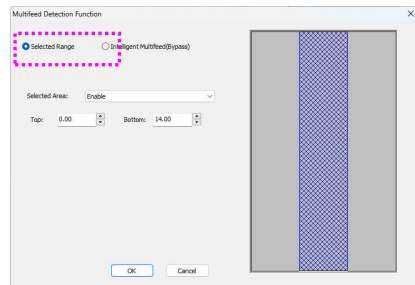 Multifeed Detection Function
Selected Range Intelligent Multifeed(Bypass)
Selected Area: Enable
Top: 0.00 Bottom: 14.00
OK Cancel